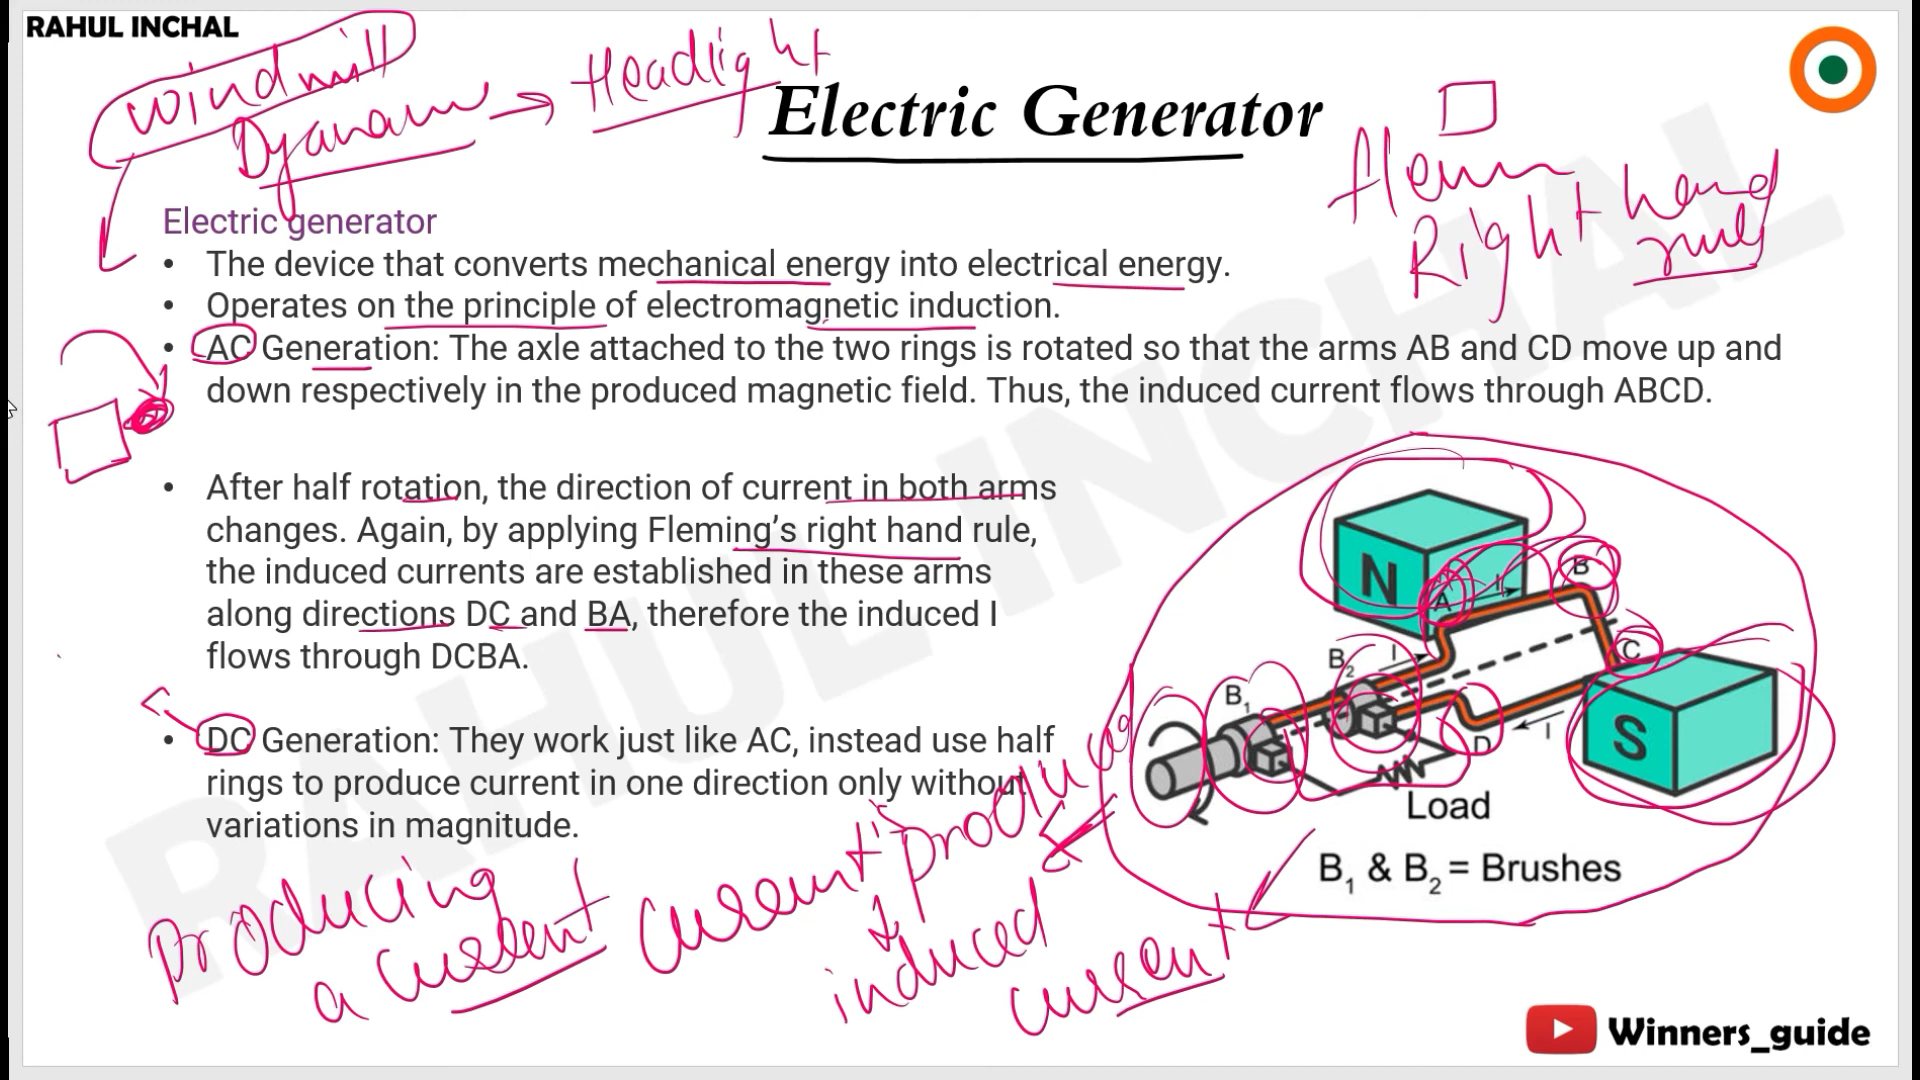 RAHUL INCHAL
windmill
Headlight
Electric Generator
Right hand
rule
Electric generator
• The device that converts mechanical energy into electrical energy.
• Operates on the principle of electromagnetic induction.
• AC Generation: The axle attached to the two rings is rotated so that the arms AB and CD move up and
down respectively in the produced magnetic field. Thus, the induced current flows through ABCD.
• After half rotation, the direction of current in both arms
changes. Again, by applying Fleming’s right hand rule,
the induced currents are established in these arms
along directions DC and BA, therefore the induced I
flows through DCBA.
• DC Generation: They work just like AC, instead use half
rings to produce current in one direction only without
variations in magnitude.
N
A
I
B
C
B2
I
B1
D
I
S
Load
B1 & B2 = Brushes
Producing
a current
current produced
induced
current
Winners_guide
RAHUL INCHAL